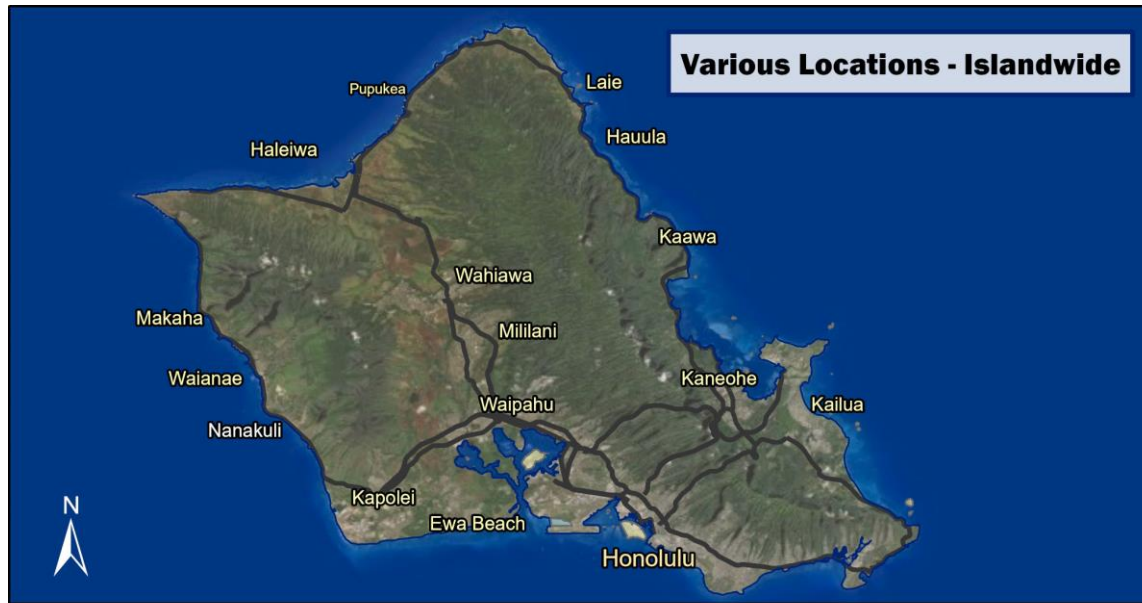 Various Locations - Islandwide
Laie
Pupukea
Hauula
Haleiwa
Kaawa
Wahiawa
Makaha
Mililani
Waianae
Kaneohe
Waipahu
Kailua
Nanakuli
Kapolei
N
Ewa Beach
Honolulu